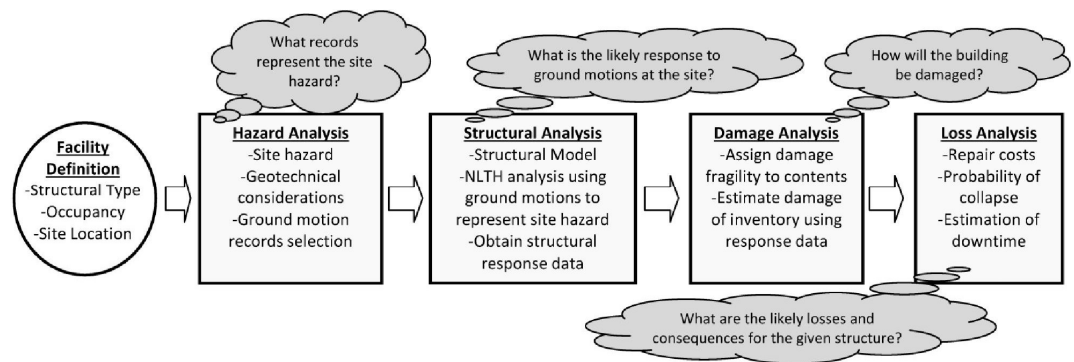 What records
represent the site
hazard?
What is the likely response to
ground motions at the site?
How will the building
be damaged?
Facility
Definition
-Structural Type
-Occupancy
-Site Location
Hazard Analysis
-Site hazard
-Geotechnical
considerations
-Ground motion
records selection
Structural Analysis
-Structural Model
-NLTH analysis using
ground motions to
represent site hazard
-Obtain structural
response data
Damage Analysis
-Assign damage
fragility to contents
-Estimate damage
of inventory using
response data
Loss Analysis
-Repair costs
-Probability of
collapse
-Estimation of
downtime
What are the likely losses and
consequences for the given structure?